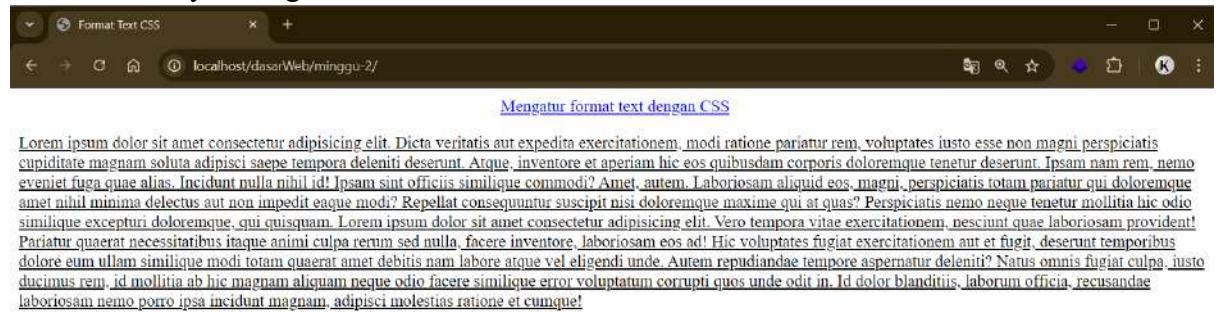 Format Text CSS
localhost/dasarWeb/minggu-2/
K
Mengatur format text dengan CSS
Lorem ipsum dolor sit amet consectetur adipisicing elit. Dicta veritatis aut expedita exercitationem, modi ratione pariatur rem, voluptates iusto esse non magni perspiciatis
cupiditate magnam soluta adipisci saepe tempora deleniti deserunt. Atque, inventore et aperiam hic eos quibusdam corporis doloremque tenetur deserunt. Ipsam nam rem, nemo
eveniet fuga quae alias. Incidunt nulla nihil id! Ipsam sint officiis similique commodi? Amet, autem. Laboriosam aliquid eos, magni, perspiciatis totam pariatur qui doloremque
amet nihil minima delectus aut non impedit eaque modi? Repellat consequuntur suscipit nisi doloremque maxime qui at quas? Perspiciatis nemo neque tenetur mollitia hic odio
similique excepturi doloremque, qui quisquam. Lorem ipsum dolor sit amet consectetur adipisicing elit. Vero tempora vitae exercitationem, nesciunt quae laboriosam provident!
Pariatur quaerat necessitatibus itaque animi culpa rerum sed nulla, facere inventore, laboriosam eos ad! Hic voluptates fugiat exercitationem aut et fugit, deserunt temporibus
dolore eum ullam similique modi totam quaerat amet debitis nam labore atque vel eligendi unde. Autem repudiandae tempore aspernatur deleniti? Natus omnis fugiat culpa, iusto
ducimus rem, id mollitia ab hic magnam aliquam neque odio facere similique error voluptatum corrupti quos unde odit in. Id dolor blanditiis, laborum officia, recusandae
laboriosam nemo porro ipsa incidunt magnam, adipisci molestias ratione et cumque!